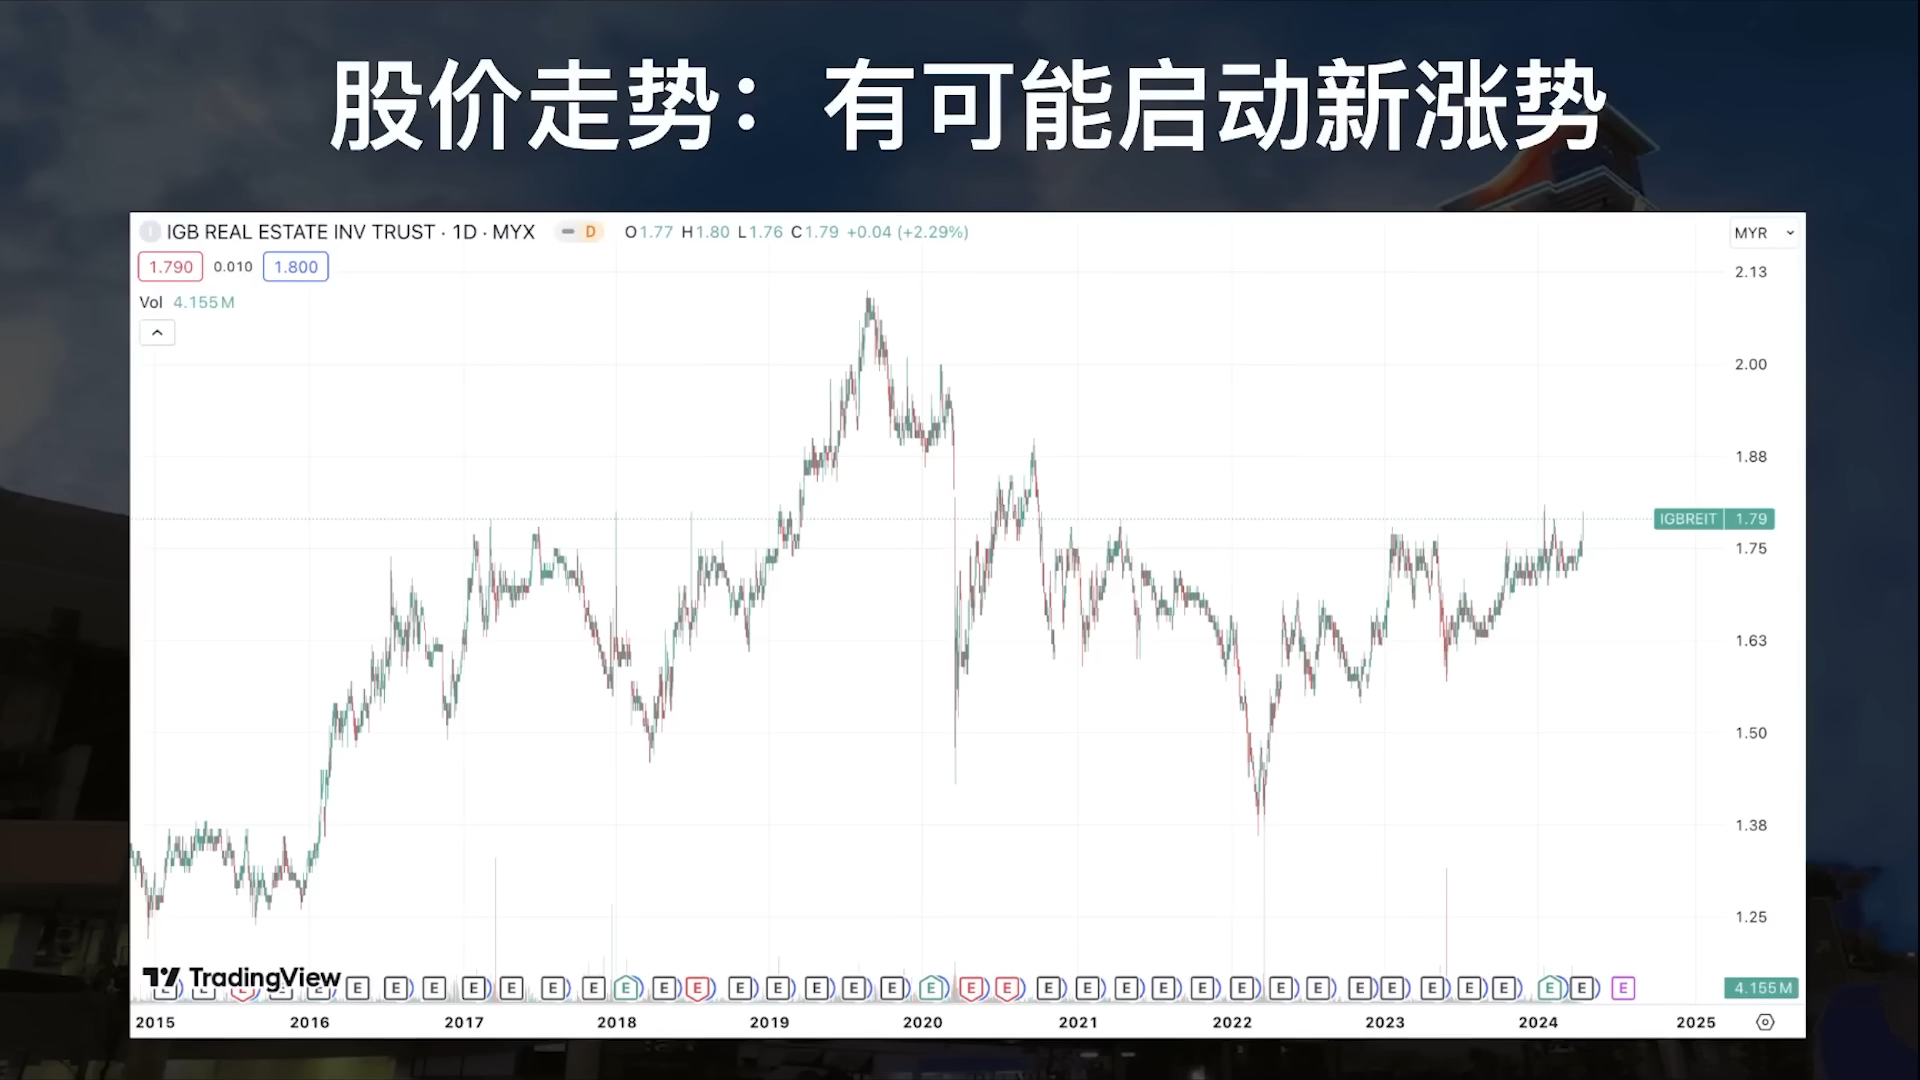 股价走势：有可能启动新涨势
IGB REAL ESTATE INV TRUST · 1D · MYX D O1.77 H1.80 L1.76 C1.79 +0.04 (+2.29%)
MYR
1.790 0.010 1.800
Vol 4.155M
2.13
2.00
1.88
IGBREIT 1.79
1.75
1.63
1.50
1.38
1.25
TradingView
E E E E E E E E E E E E E E E E E E E E E E E E E E E E E E E E E E E E E E E
4.155M
2015 2016 2017 2018 2019 2020 2021 2022 2023 2024 2025